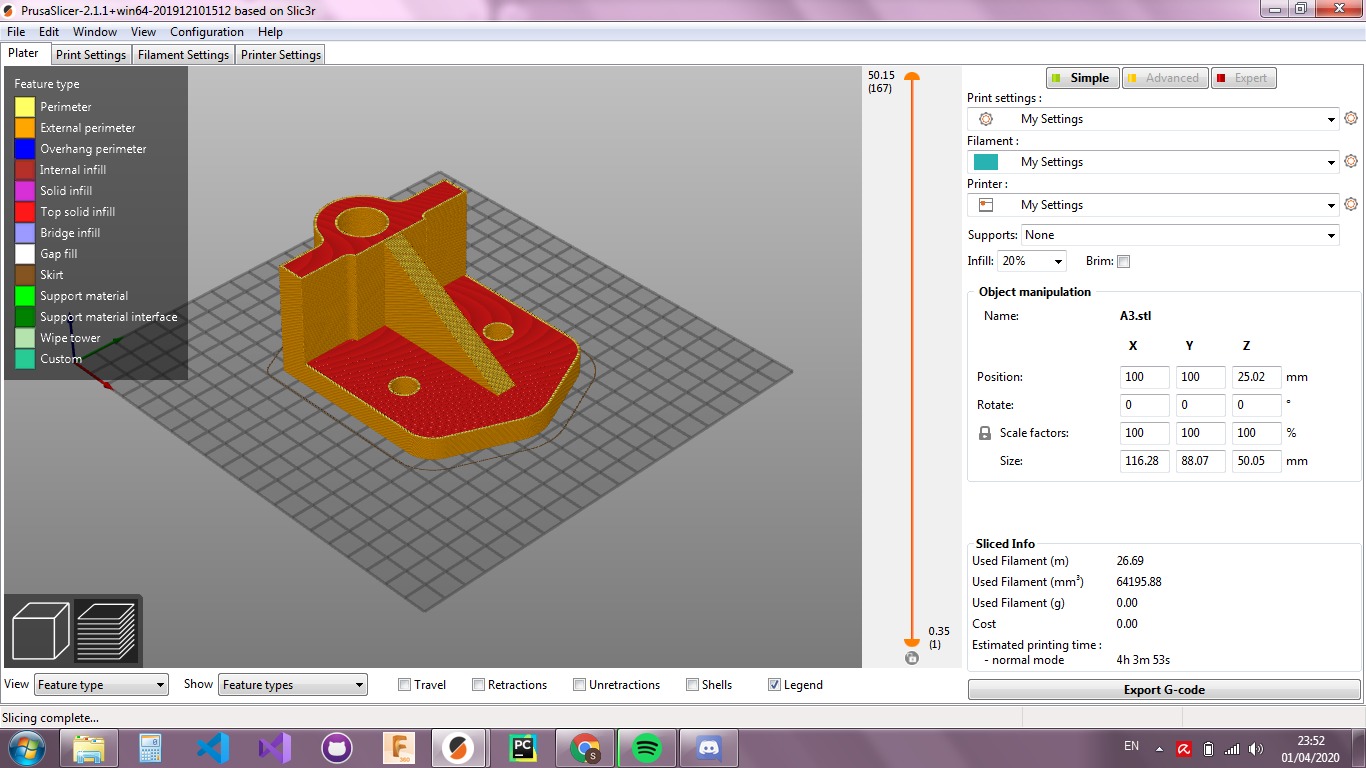 PrusaSlicer-2.1.1+win64-201912101512 based on Slic3r
File Edit Window View Configuration Help
Plater Print Settings Filament Settings Printer Settings
Feature type
Perimeter
External perimeter
Overhang perimeter
Internal infill
Solid infill
Top solid infill
Bridge infill
Gap fill
Skirt
Support material
Support material interface
Wipe tower
Custom
50.15
(167)
0.35
(1)
Simple Advanced Expert
Print settings :
My Settings
Filament :
My Settings
Printer :
My Settings
Supports: None
Infill: 20% Brim:
Object manipulation
Name: A3.stl
X Y Z
Position: 100 100 25.02 mm
Rotate: 0 0 0 °
Scale factors: 100 100 100 %
Size: 116.28 88.07 50.05 mm
Sliced Info
Used Filament (m) 26.69
Used Filament (mm³) 64195.88
Used Filament (g) 0.00
Cost 0.00
Estimated printing time :
- normal mode 4h 3m 53s
Export G-code
View Feature type Show Feature types Travel Retractions Unretractions Shells Legend
Slicing complete...
F
360
PC
S
EN
23:52
01/04/2020